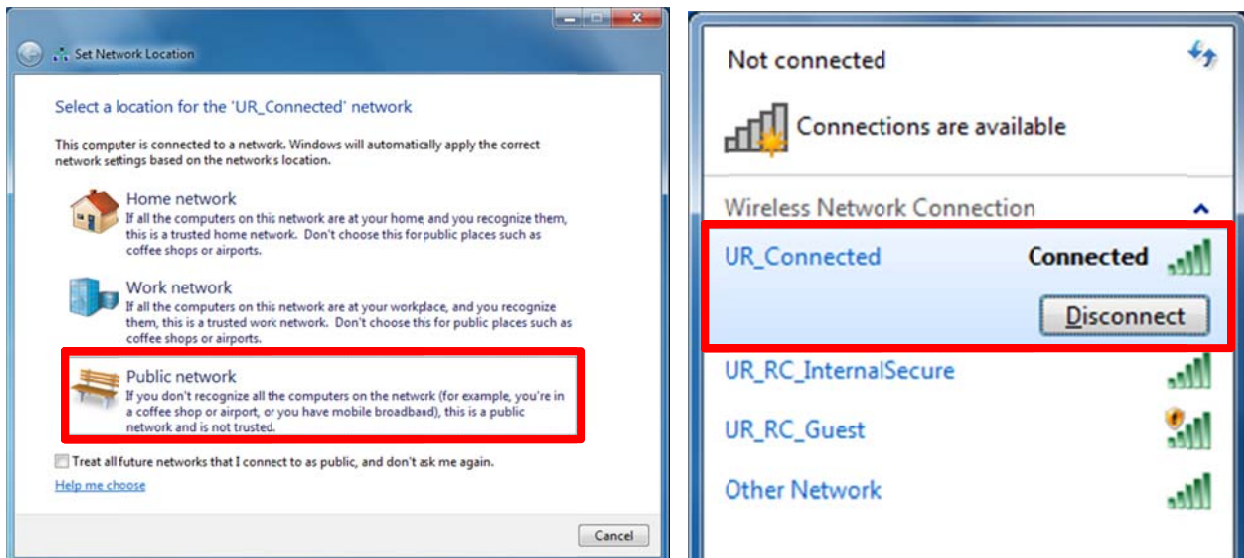 Set Network Location
Select a location for the 'UR_Connected' network
This computer is connected to a network. Windows will automatically apply the correct
network settings based on the networks location.
Home network
If all the computers on this network are at your home and you recognize them,
this is a trusted home network. Don't choose this for public places such as
coffee shops or airports.
Work network
If all the computers on this network are at your workplace, and you recognize
them, this is a trusted work network. Don't choose ths for public places such as
coffee shops or airports.
Public network
If you don't recognize all the computers on the network (for example, you're in
a coffee shop or airport, or you have mobile broadband), this is a public
network and is not trusted.
Treat all future networks that I connect to as public, and don't ask me again.
Help me choose
Cancel
Not connected
Connections are available
Wireless Network Connection
UR_Connected Connected
Disconnect
UR_RC_InternalSecure
UR_RC_Guest
Other Network